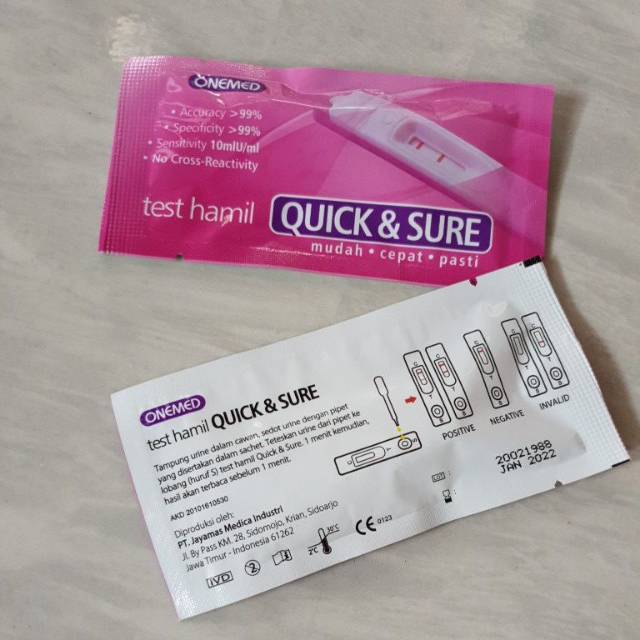 ONEMED
• Accuracy >99%
• Specificity >99%
• Sensitivity 10mIU/ml
• No Cross-Reactivity
test hamil QUICK & SURE
mudah • cepat • pasti
ONEMED
test hamil QUICK & SURE
Tampung urine dalam cawan, sedot urine dengan pipet
yang disertakan dalam sachet. Teteskan urine dari pipet ke
lobang (huruf S) test hamil Quick & Sure. 1 menit kemudian,
hasil akan terbaca sebelum 1 menit.
AKD 20101610530
Diproduksi oleh:
PT. Jayamas Medica Industri
Jl. By Pass KM. 28, Sidomojo, Krian, Sidoarjo
Jawa Timur - Indonesia 61262
IVD
2
2°C
30°C
CE 0123
POSITIVE
NEGATIVE
INVALID
LOT :
20021988
JAN 2022